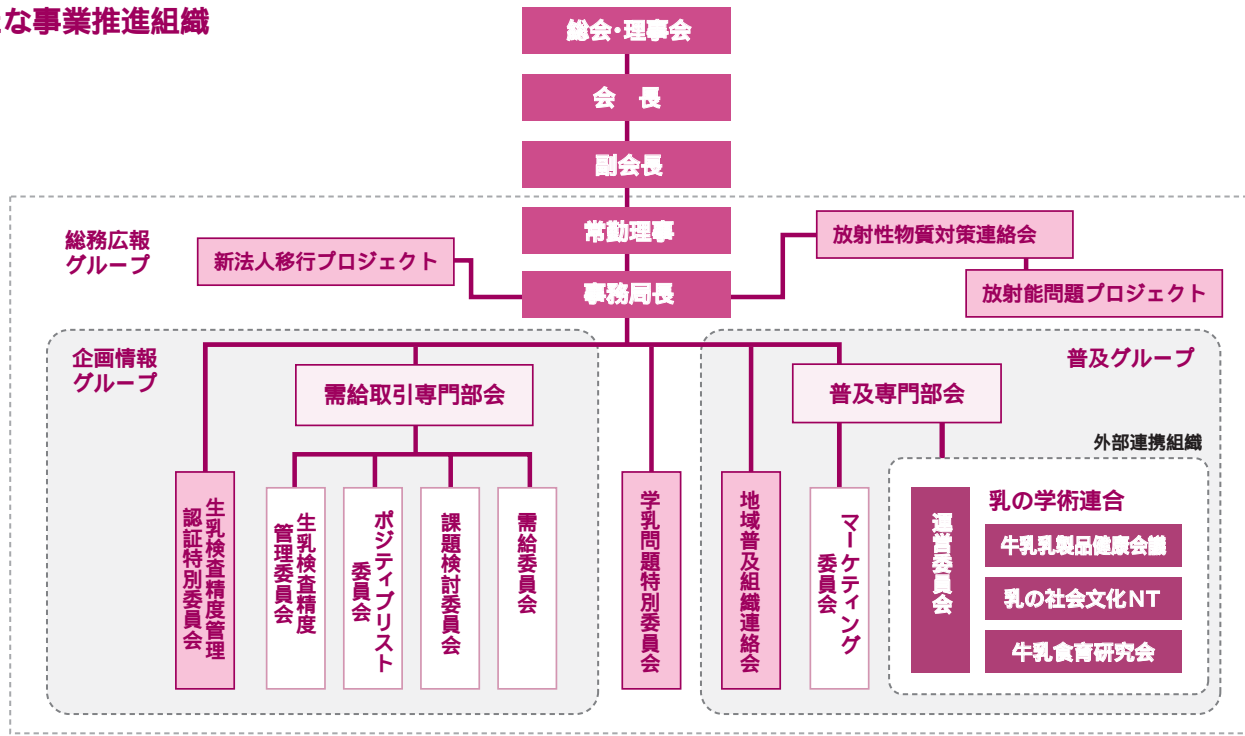 な事業推進組織
総会・理事会
会 長
副会長
常勤理事
事務局長
総務広報
グループ
新法人移行プロジェクト
放射性物質対策連絡会
放射能問題プロジェクト
企画情報
グループ
需給取引専門部会
普及グループ
普及専門部会
外部連携組織
生乳検査精度管理
認証特別委員会
生乳検査精度
管理委員会
ポジティブリスト
委員会
課題検討委員会
需給委員会
学乳問題特別委員会
地域普及組織連絡会
マーケティング
委員会
運営委員会
乳の学術連合
牛乳乳製品健康会議
乳の社会文化NT
牛乳食育研究会